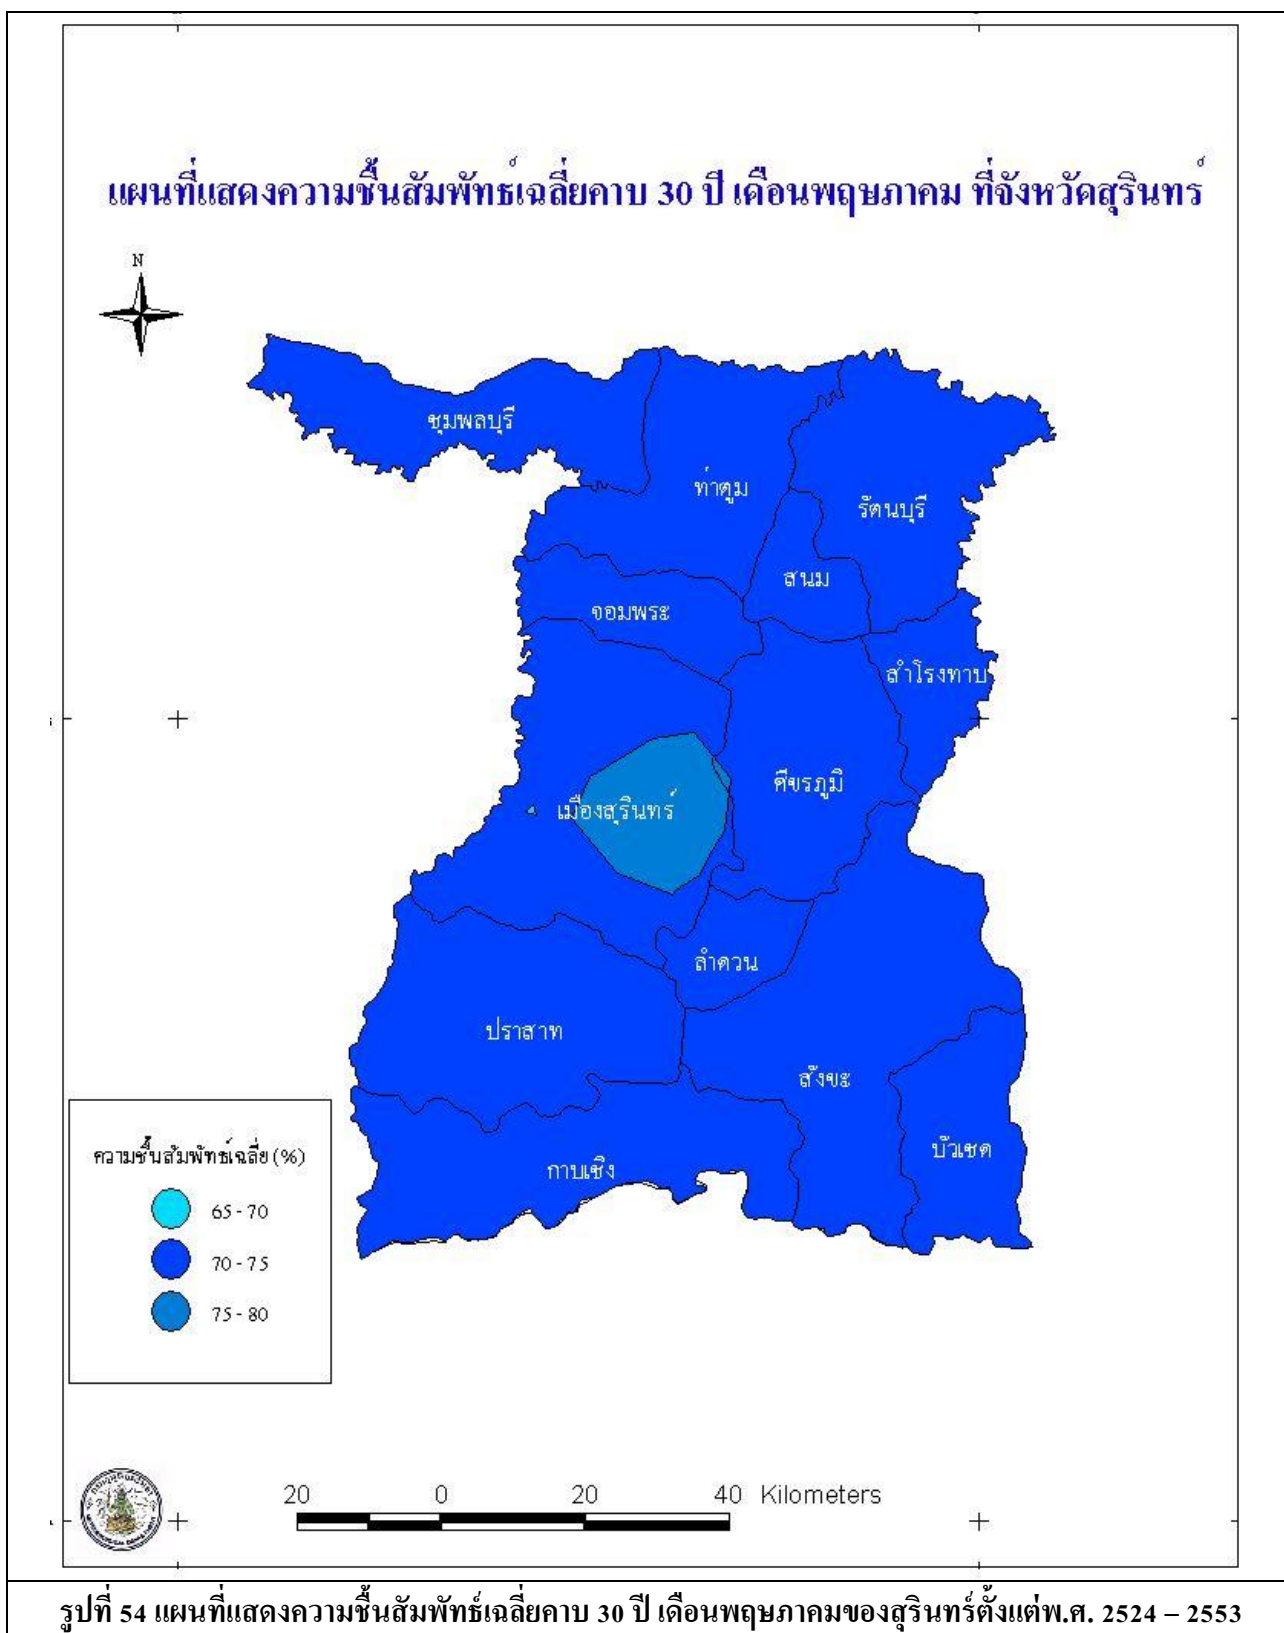 แผนที่แสดงความชื้นสัมพัทธ์เฉลี่ยคาบ 30 ปี เดือนพฤษภาคม ที่จังหวัดสุรินทร์
N
ชุมพลบุรี
ท่าตูม
รัตนบุรี
สนม
จอมพระ
สำโรงทาบ
ศีขรภูมิ
เมืองสุรินทร์
ลำดวน
ปราสาท
สังขะ
บัวเชด
กาบเชิง
ความชื้นสัมพัทธ์เฉลี่ย (%)
65 - 70
70 - 75
75 - 80
20 0 20 40 Kilometers
รูปที่ 54 แผนที่แสดงความชื้นสัมพัทธ์เฉลี่ยคาบ 30 ปี เดือนพฤษภาคมของสุรินทร์ตั้งแต่พ.ศ. 2524 – 2553